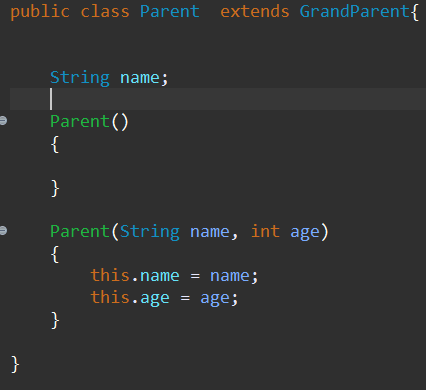 public class Parent  extends GrandParent{
String name;
Parent()
{
}
Parent(String name, int age)
{
this.name = name;
this.age = age;
}
}